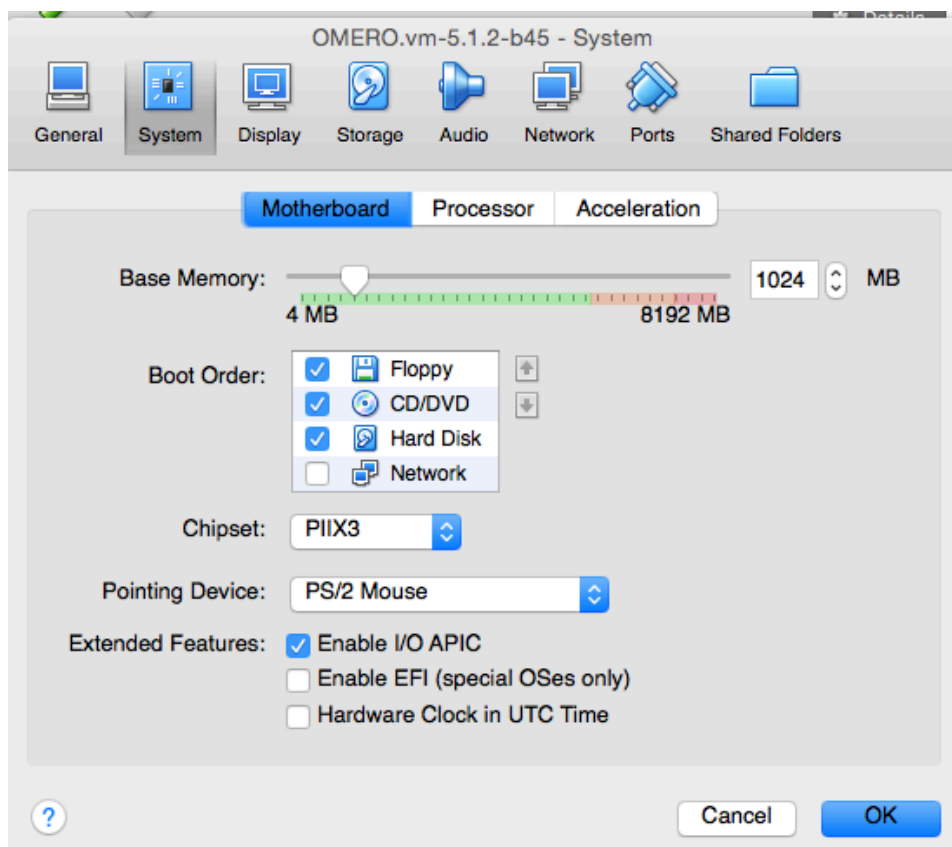 Details
OMERO.vm-5.1.2-b45 - System
General System Display Storage Audio Network Ports Shared Folders
Motherboard Processor Acceleration
Base Memory: 1024 MB
4 MB 8192 MB
Boot Order: Floppy
CD/DVD
Hard Disk
Network
Chipset: PIIX3
Pointing Device: PS/2 Mouse
Extended Features: Enable I/O APIC
Enable EFI (special OSes only)
Hardware Clock in UTC Time
? Cancel OK